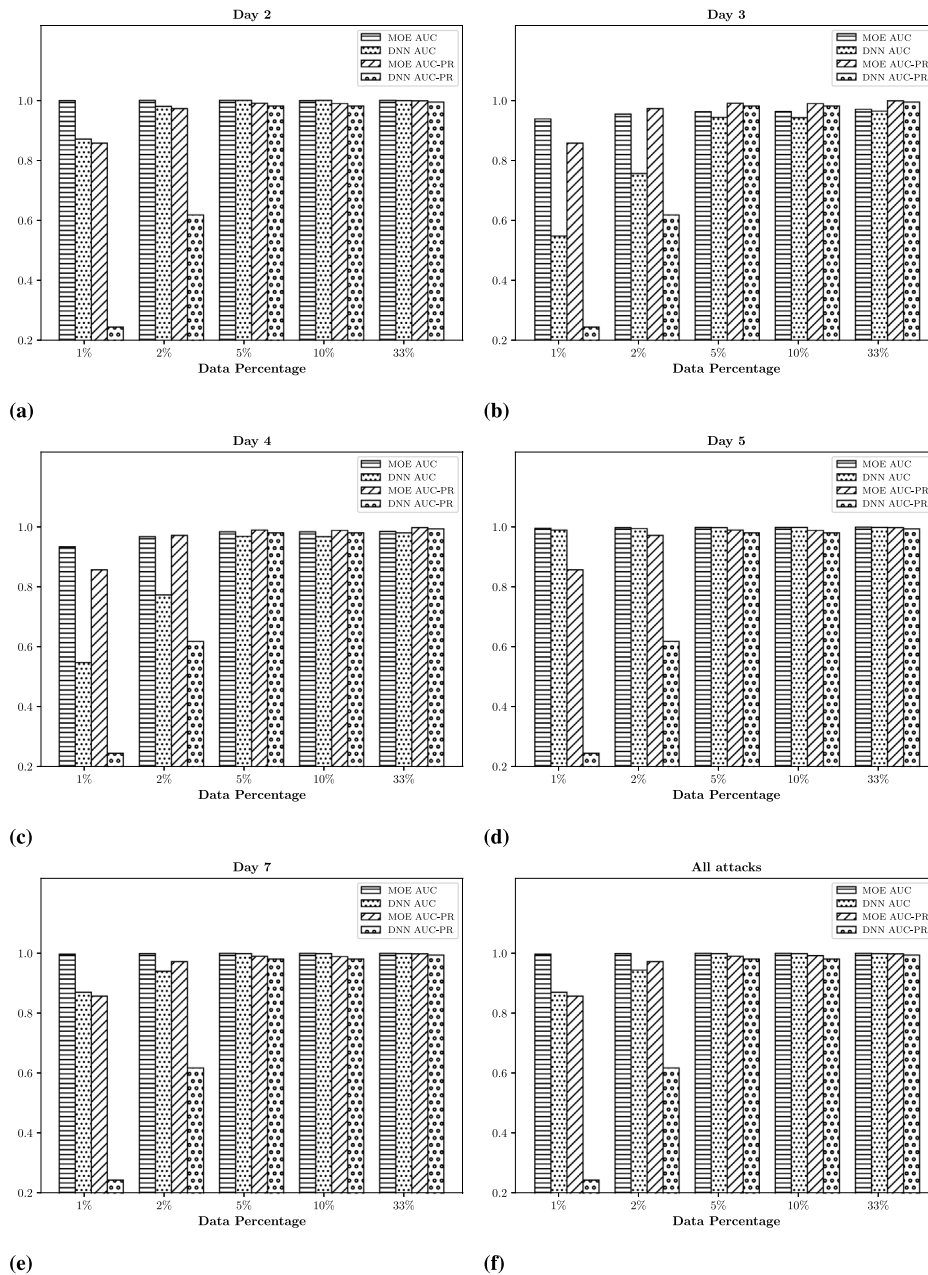 Day 2
MOE AUC
DNN AUC
MOE AUC-PR
DNN AUC-PR
1.0
0.8
0.6
0.4
0.2
1% 2% 5% 10% 33%
Data Percentage
(a)
Day 3
MOE AUC
DNN AUC
MOE AUC-PR
DNN AUC-PR
1.0
0.8
0.6
0.4
0.2
1% 2% 5% 10% 33%
Data Percentage
(b)
Day 4
MOE AUC
DNN AUC
MOE AUC-PR
DNN AUC-PR
1.0
0.8
0.6
0.4
0.2
1% 2% 5% 10% 33%
Data Percentage
(c)
Day 5
MOE AUC
DNN AUC
MOE AUC-PR
DNN AUC-PR
1.0
0.8
0.6
0.4
0.2
1% 2% 5% 10% 33%
Data Percentage
(d)
Day 7
MOE AUC
DNN AUC
MOE AUC-PR
DNN AUC-PR
1.0
0.8
0.6
0.4
0.2
1% 2% 5% 10% 33%
Data Percentage
(e)
All attacks
MOE AUC
DNN AUC
MOE AUC-PR
DNN AUC-PR
1.0
0.8
0.6
0.4
0.2
1% 2% 5% 10% 33%
Data Percentage
(f)